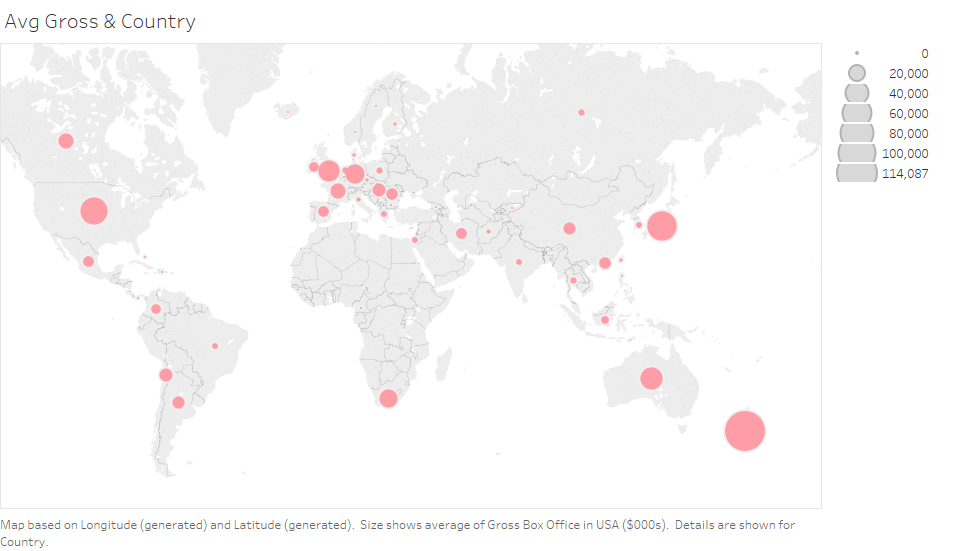 Avg Gross & Country
0
20,000
40,000
60,000
80,000
100,000
114,087
Map based on Longitude (generated) and Latitude (generated).  Size shows average of Gross Box Office in USA ($000s).  Details are shown for
Country.